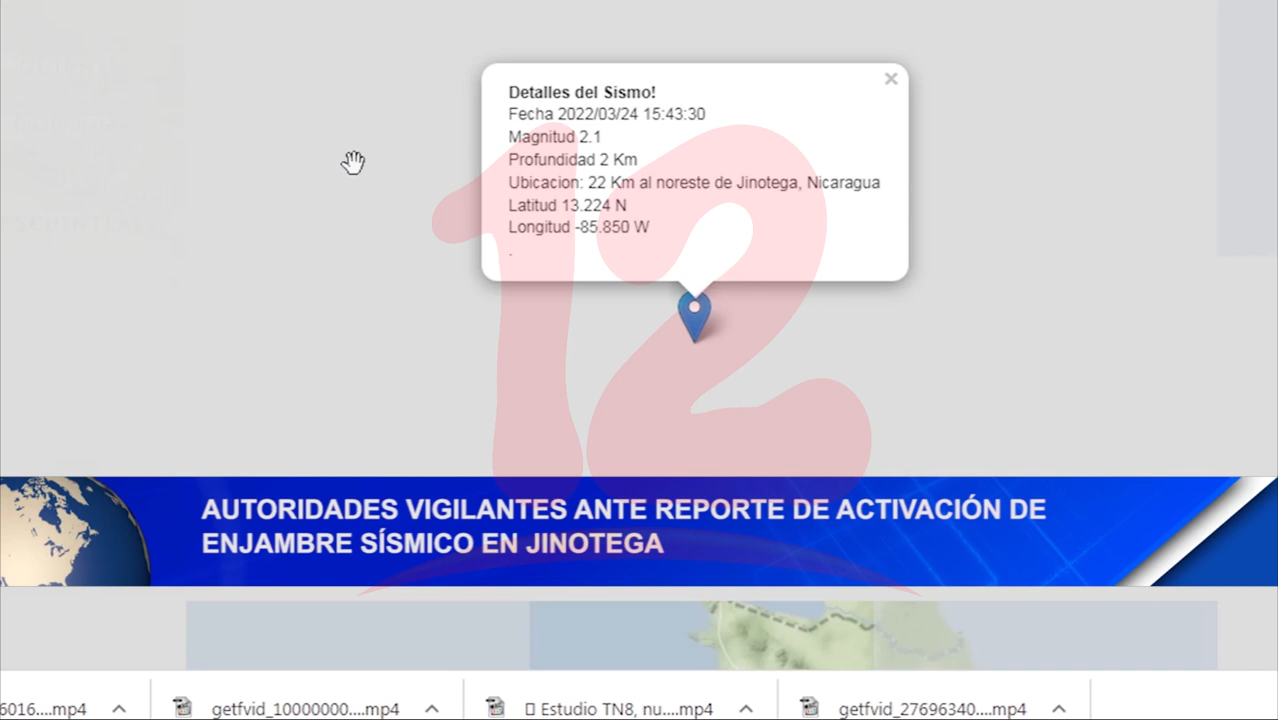 Detalles del Sismo!
Fecha 2022/03/24 15:43:30
Magnitud 2.1
Profundidad 2 Km
Ubicacion: 22 Km al noreste de Jinotega, Nicaragua
Latitud 13.224 N
Longitud -85.850 W
.
12
AUTORIDADES VIGILANTES ANTE REPORTE DE ACTIVACIÓN DE
ENJAMBRE SÍSMICO EN JINOTEGA
6016....mp4
getfvid_10000000....mp4
Estudio TN8, nu....mp4
getfvid_27696340....mp4